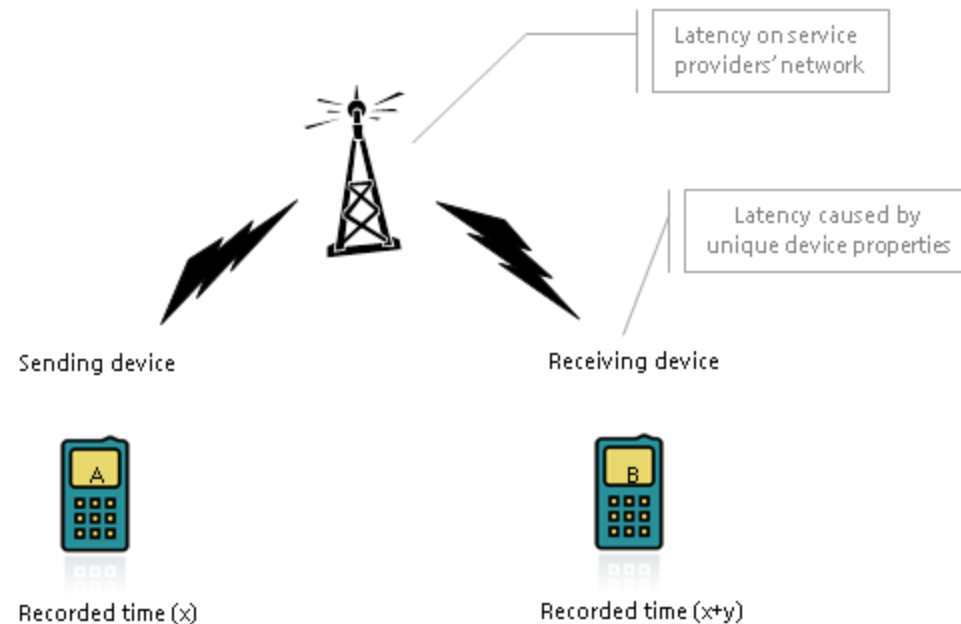 Latency on service
providers' network
Latency caused by
unique device properties
Sending device
Receiving device
A
B
Recorded time (x)
Recorded time (x+y)